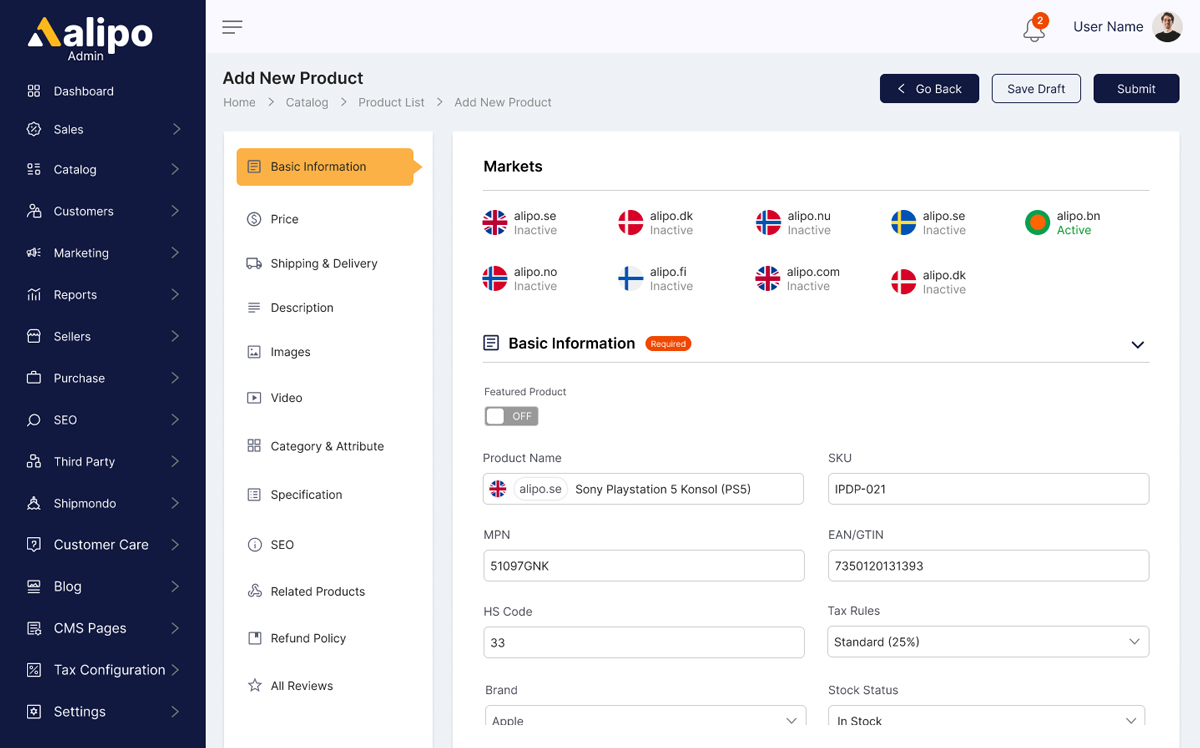 alipo
Admin
Dashboard
Sales
Catalog
Customers
Marketing
Reports
Sellers
Purchase
SEO
Third Party
Shipmondo
Customer Care
Blog
CMS Pages
Tax Configuration
Settings
2
User Name
Add New Product
Home > Catalog > Product List > Add New Product
Go Back
Save Draft
Submit
Basic Information
Price
Shipping & Delivery
Description
Images
Video
Category & Attribute
Specification
SEO
Related Products
Refund Policy
All Reviews
Markets
alipo.se
Inactive
alipo.dk
Inactive
alipo.nu
Inactive
alipo.se
Inactive
alipo.bn
Active
alipo.no
Inactive
alipo.fi
Inactive
alipo.com
Inactive
alipo.dk
Inactive
Basic Information Required
Featured Product
OFF
Product Name
alipo.se Sony Playstation 5 Konsol (PS5)
SKU
IPDP-021
MPN
51097GNK
EAN/GTIN
7350120131393
HS Code
33
Tax Rules
Standard (25%)
Brand
Apple
Stock Status
In Stock